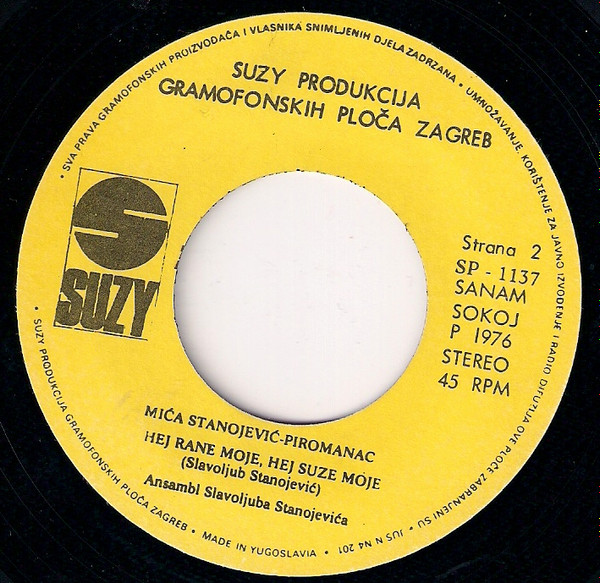 • SVA PRAVA GRAMOFONSKIH PROIZVOĐAČA I VLASNIKA SNIMLJENIH DJELA ZADRŽANA • UMNOŽAVANJE, KORIŠTENJE ZA JAVNO IZVOĐENJE I RADIO DIFUZIJA OVE PLOČE ZABRANJENI SU • JUS N N4 201
SUZY PRODUKCIJA
GRAMOFONSKIH PLOČA ZAGREB
SUZY
Strana 2
SP - 1137
SANAM
SOKOJ
P 1976
STEREO
45 RPM
MIĆA STANOJEVIĆ-PIROMANAC
HEJ RANE MOJE, HEJ SUZE MOJE
(Slavoljub Stanojević)
Ansambl Slavoljuba Stanojevića
• SUZY PRODUKCIJA GRAMOFONSKIH PLOČA ZAGREB • MADE IN YUGOSLAVIA •